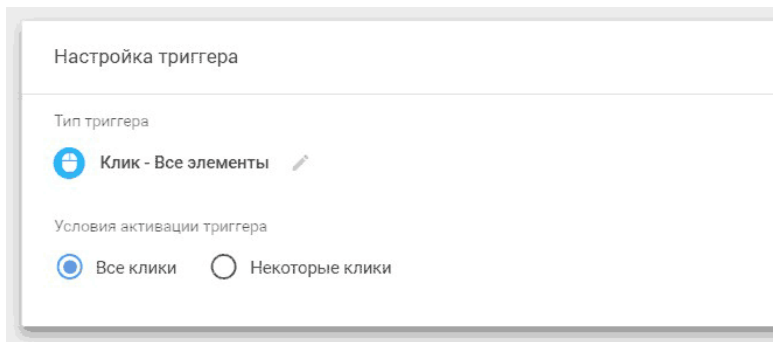 Настройка триггера
Тип триггера
Клик - Все элементы
Условия активации триггера
Все клики Некоторые клики